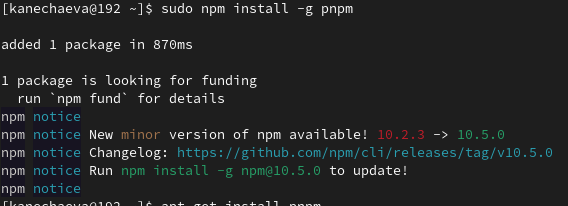 [kanechaeva@192 ~]$ sudo npm install -g pnpm
added 1 package in 870ms
1 package is looking for funding
run `npm fund` for details
npm notice
npm notice New minor version of npm available! 10.2.3 -> 10.5.0
npm notice Changelog: https://github.com/npm/cli/releases/tag/v10.5.0
npm notice Run npm install -g npm@10.5.0 to update!
npm notice
[kanechaeva@192 ~]$ apt-get install pnpm